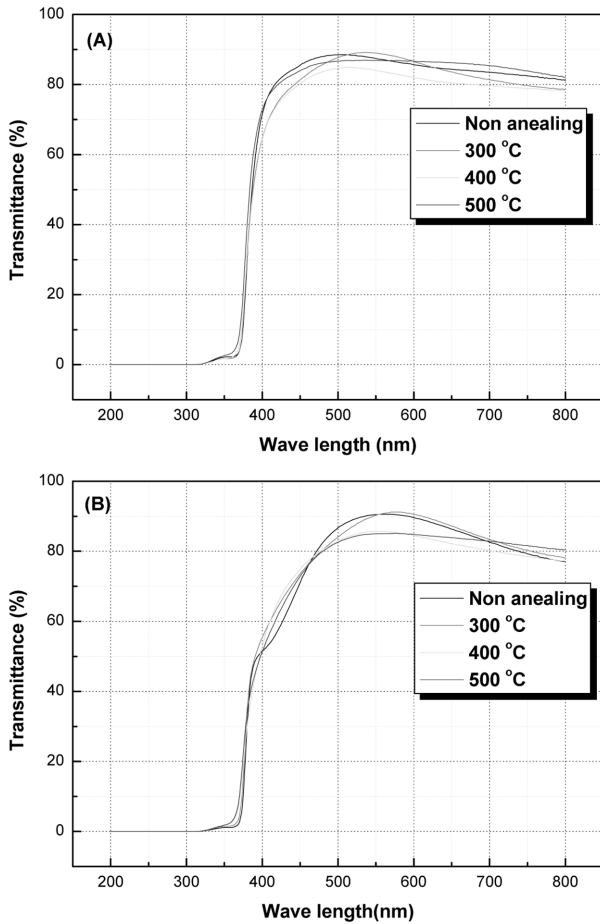 (A)
100
80
60
40
20
0
Transmittance (%)
Non anealing
300 °C
400 °C
500 °C
200 300 400 500 600 700 800
Wave length (nm)
(B)
100
80
60
40
20
0
Transmittance (%)
Non anealing
300 °C
400 °C
500 °C
200 300 400 500 600 700 800
Wave length(nm)